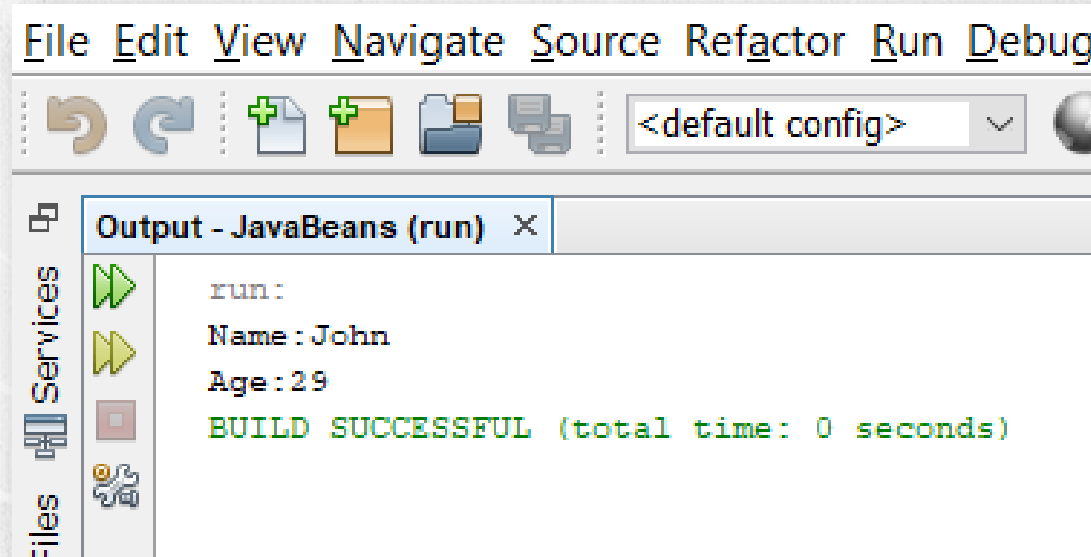 File Edit View Navigate Source Refactor Run Debug
<default config>
Output - JavaBeans (run)
Services
Files
run:
Name:John
Age:29
BUILD SUCCESSFUL (total time: 0 seconds)